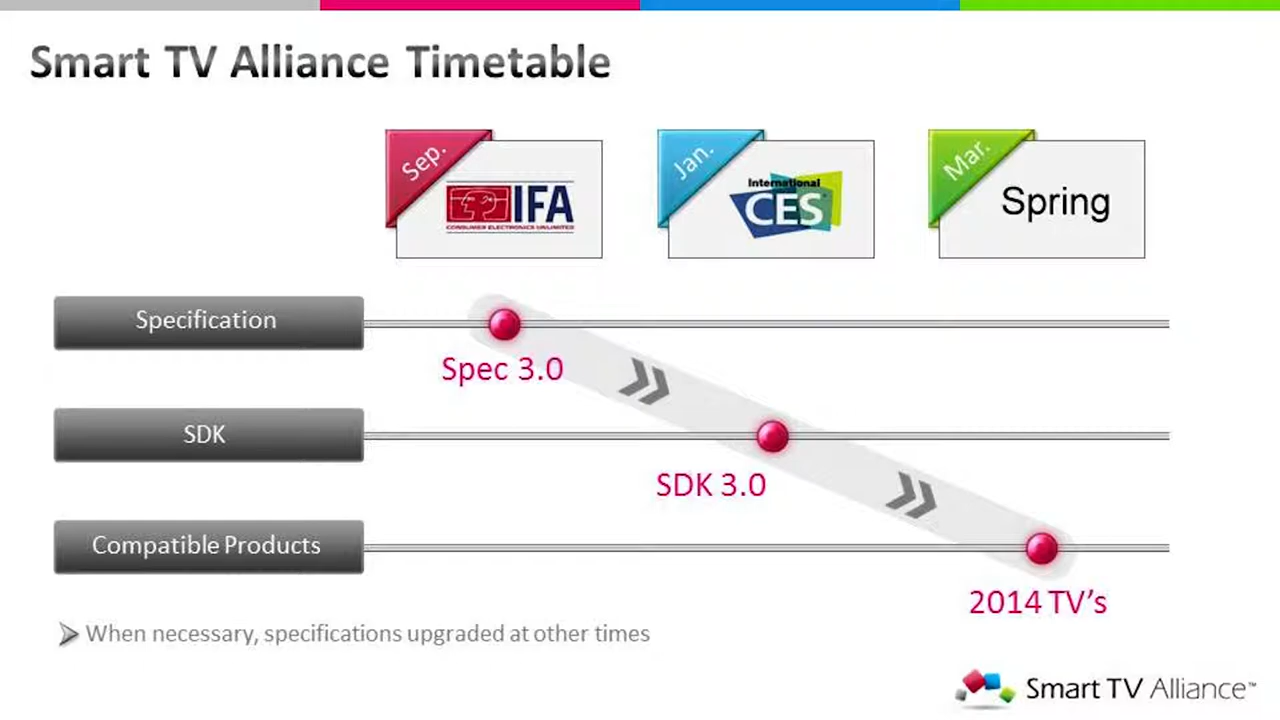 Smart TV Alliance Timetable
Sep.
IFA
CONSUMER ELECTRONICS UNLIMITED
Jan.
International
CES
Mar.
Spring
Specification
Spec 3.0
SDK
SDK 3.0
Compatible Products
2014 TV’s
When necessary, specifications upgraded at other times
Smart TV Alliance™